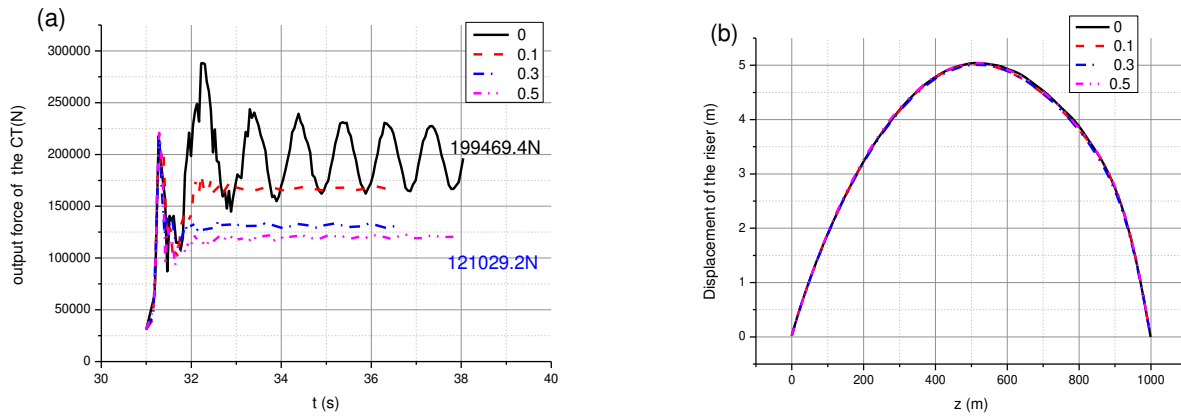 (a)
0
0.1
0.3
0.5
300000
250000
200000
150000
100000
50000
0
199469.4N
121029.2N
30 32 34 36 38 40
t (s)
output force of the CT(N)
(b)
0
0.1
0.3
0.5
5
4
3
2
1
0
0 200 400 600 800 1000
z (m)
Displacement of the riser (m)